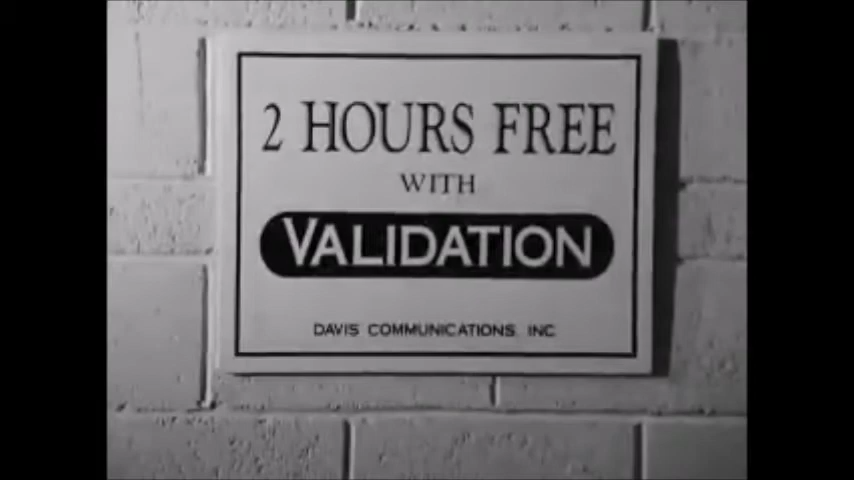 2 HOURS FREE
WITH
VALIDATION
DAVIS COMMUNICATIONS, INC